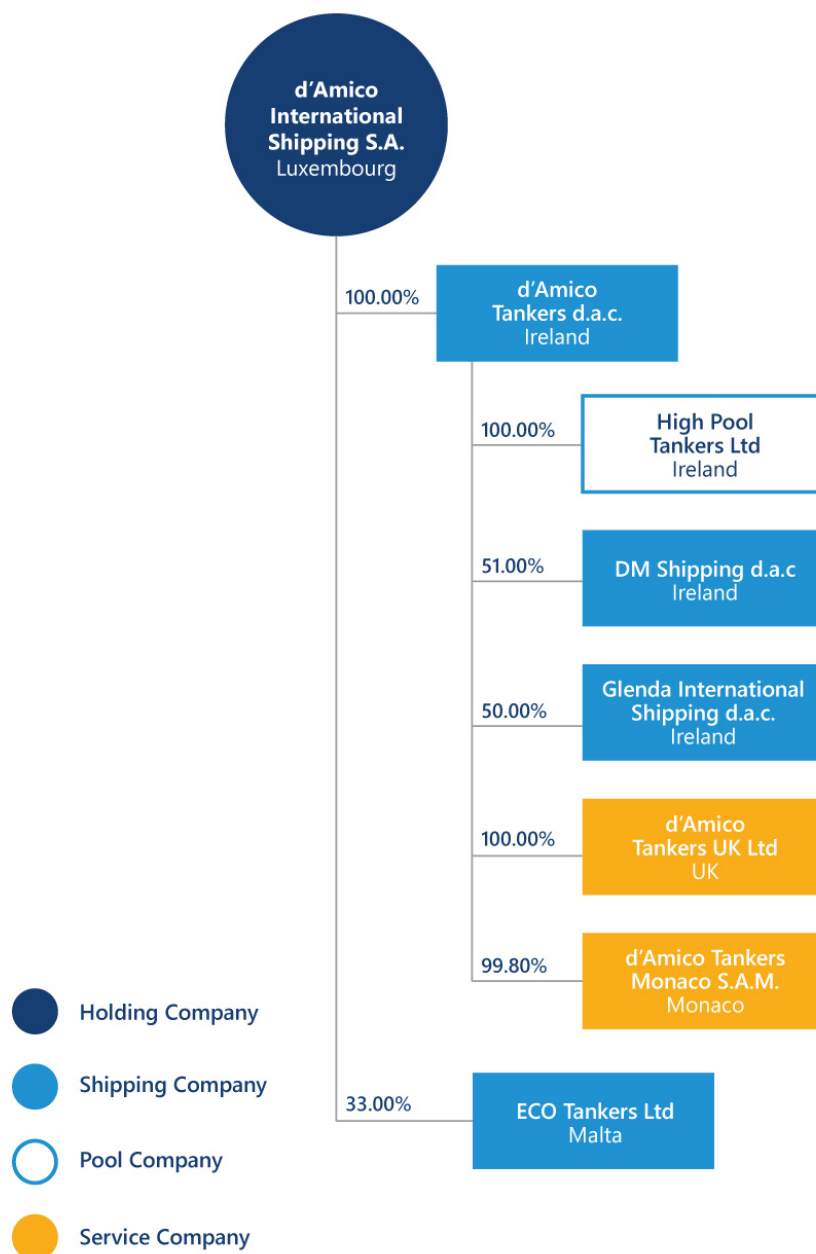 d'Amico
International
Shipping S.A.
Luxembourg
100.00%
d'Amico
Tankers d.a.c.
Ireland
100.00%
High Pool
Tankers Ltd
Ireland
51.00%
DM Shipping d.a.c
Ireland
50.00%
Glenda International
Shipping d.a.c.
Ireland
100.00%
d'Amico
Tankers UK Ltd
UK
99.80%
d'Amico Tankers
Monaco S.A.M.
Monaco
33.00%
ECO Tankers Ltd
Malta
Holding Company
Shipping Company
Pool Company
Service Company